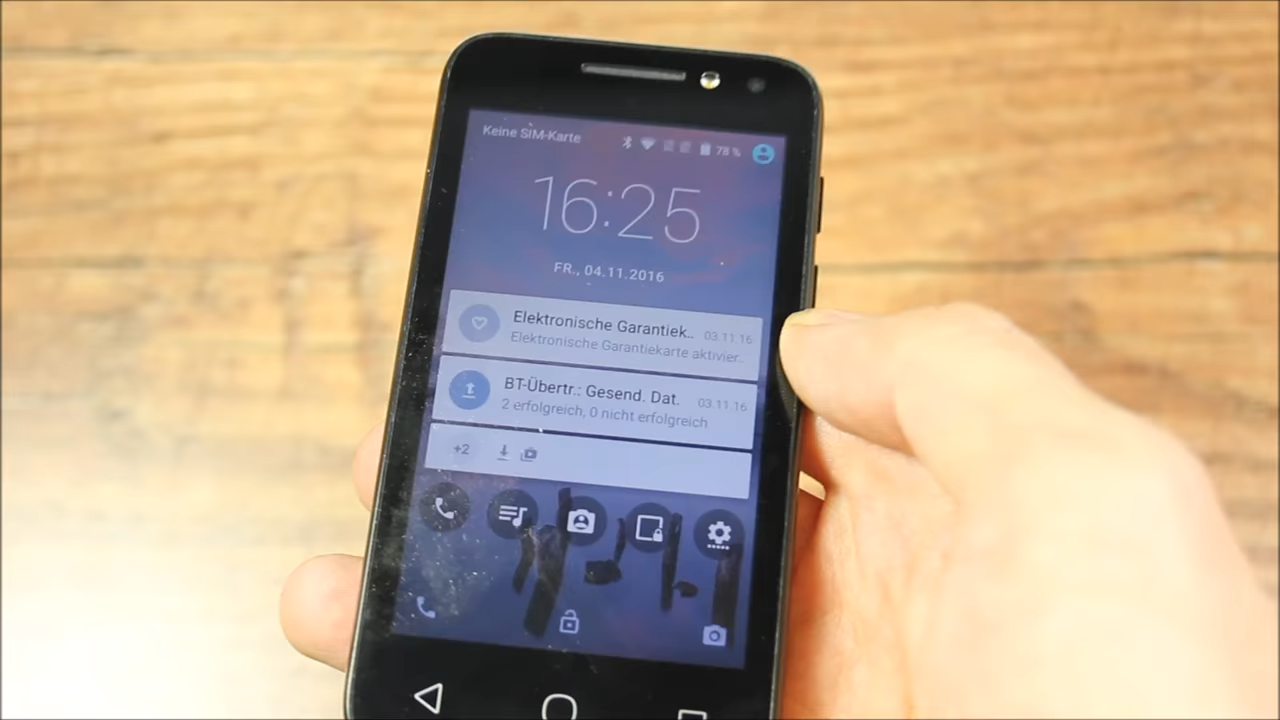 Keine SIM-Karte 78 %
16:25
FR., 04.11.2016
Elektronische Garantiek.. 03.11.16
Elektronische Garantiekarte aktivier..
BT-Übertr.: Gesend. Dat. 03.11.16
2 erfolgreich, 0 nicht erfolgreich
+2